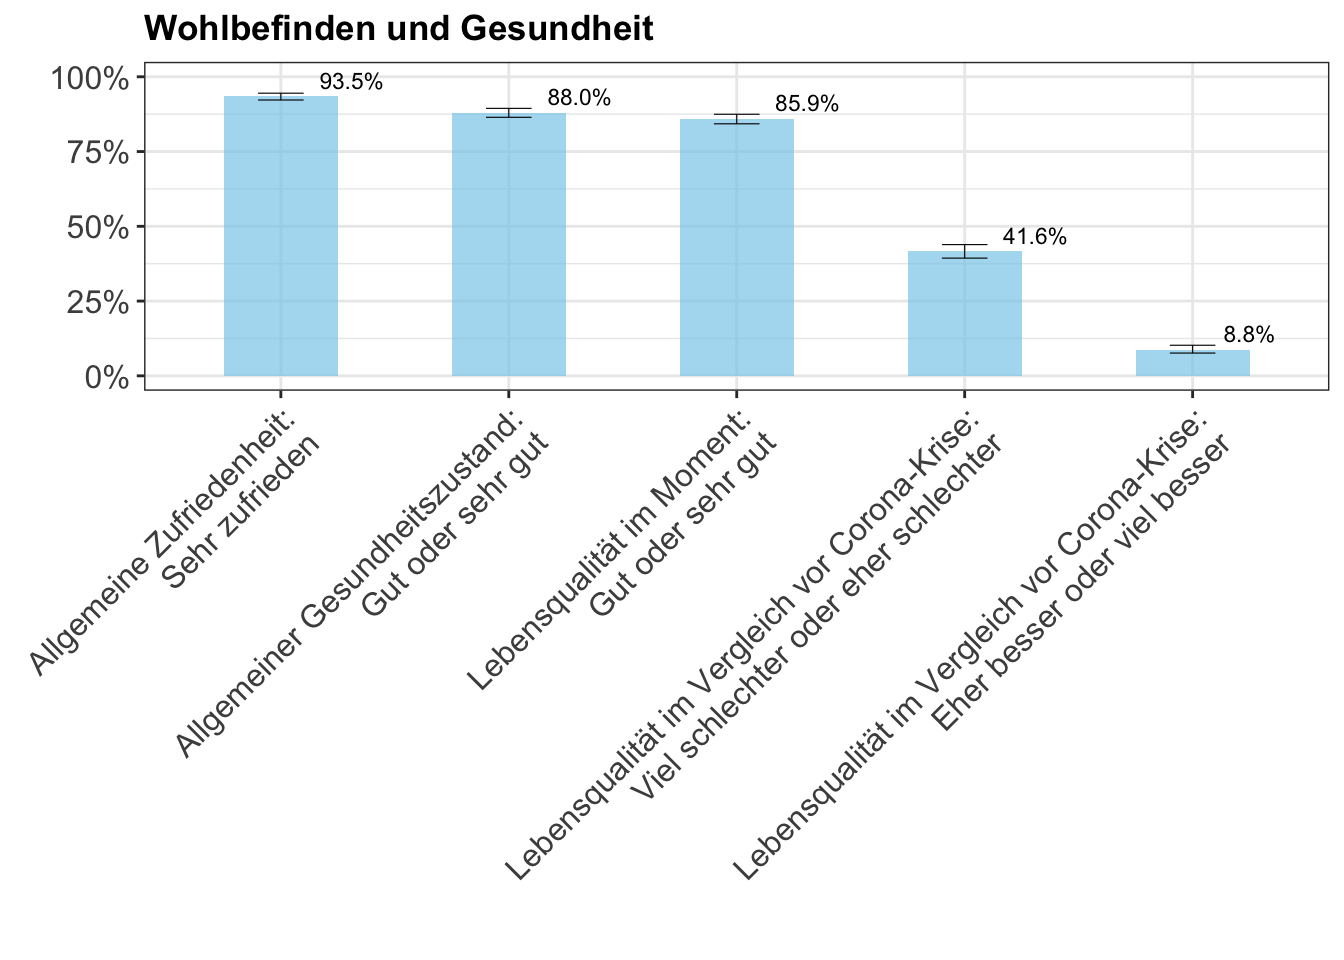 Wohlbefinden und Gesundheit
100%
75%
50%
25%
0%
93.5%
88.0%
85.9%
41.6%
8.8%
Allgemeine Zufriedenheit:
Sehr zufrieden
Allgemeiner Gesundheitszustand:
Gut oder sehr gut
Lebensqualität im Moment:
Gut oder sehr gut
Lebensqualität im Vergleich vor Corona-Krise:
Viel schlechter oder eher schlechter
Lebensqualität im Vergleich vor Corona-Krise:
Eher besser oder viel besser